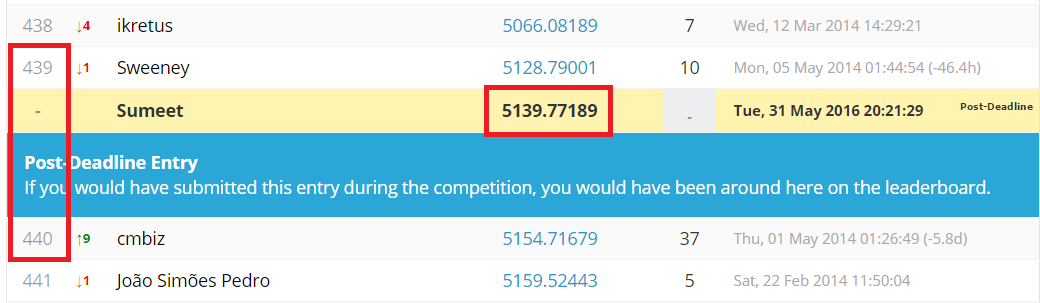 438 ↓4 ikretus 5066.08189 7 Wed, 12 Mar 2014 14:29:21
439 ↓1 Sweeney 5128.79001 10 Mon, 05 May 2014 01:44:54 (-46.4h)
- Sumeet 5139.77189 - Tue, 31 May 2016 20:21:29 Post-Deadline
Post-Deadline Entry
If you would have submitted this entry during the competition, you would have been around here on the leaderboard.
440 ↑9 cmbiz 5154.71679 37 Thu, 01 May 2014 01:26:49 (-5.8d)
441 ↓1 João Simões Pedro 5159.52443 5 Sat, 22 Feb 2014 11:50:04